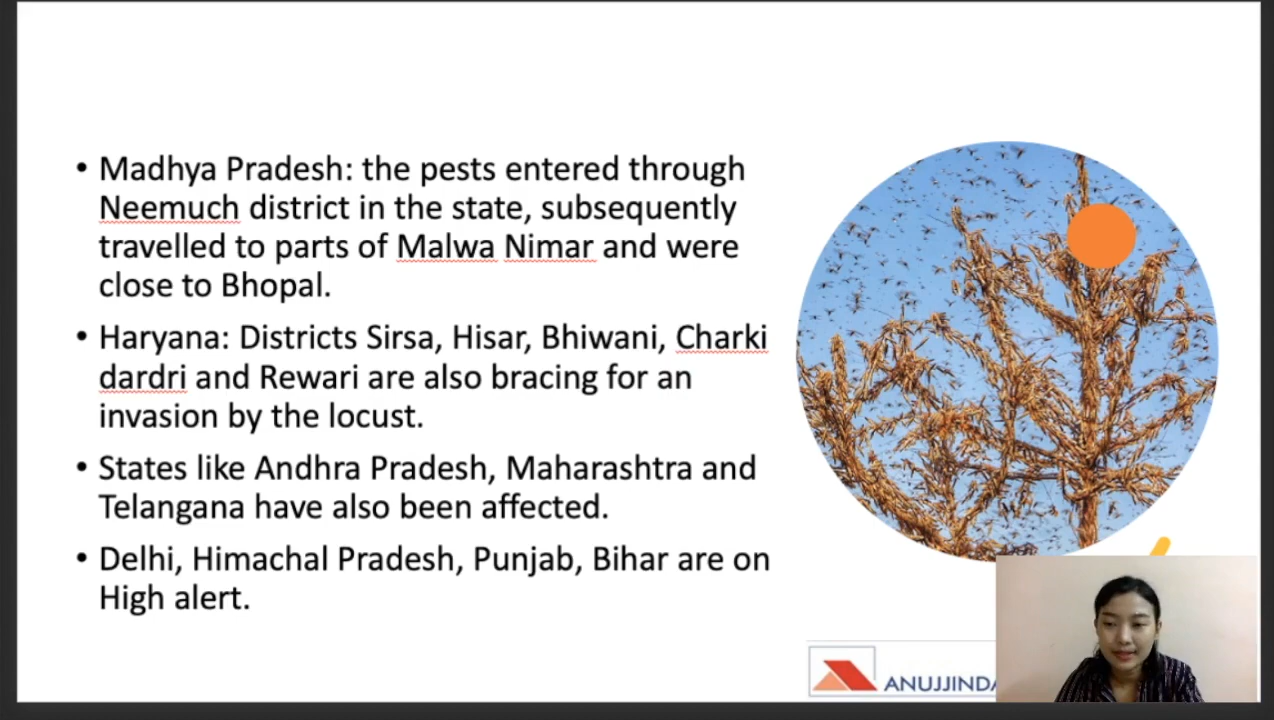 • Madhya Pradesh: the pests entered through
Neemuch district in the state, subsequently
travelled to parts of Malwa Nimar and were
close to Bhopal.
• Haryana: Districts Sirsa, Hisar, Bhiwani, Charki
dardri and Rewari are also bracing for an
invasion by the locust.
• States like Andhra Pradesh, Maharashtra and
Telangana have also been affected.
• Delhi, Himachal Pradesh, Punjab, Bihar are on
High alert.
ANUJJINDA